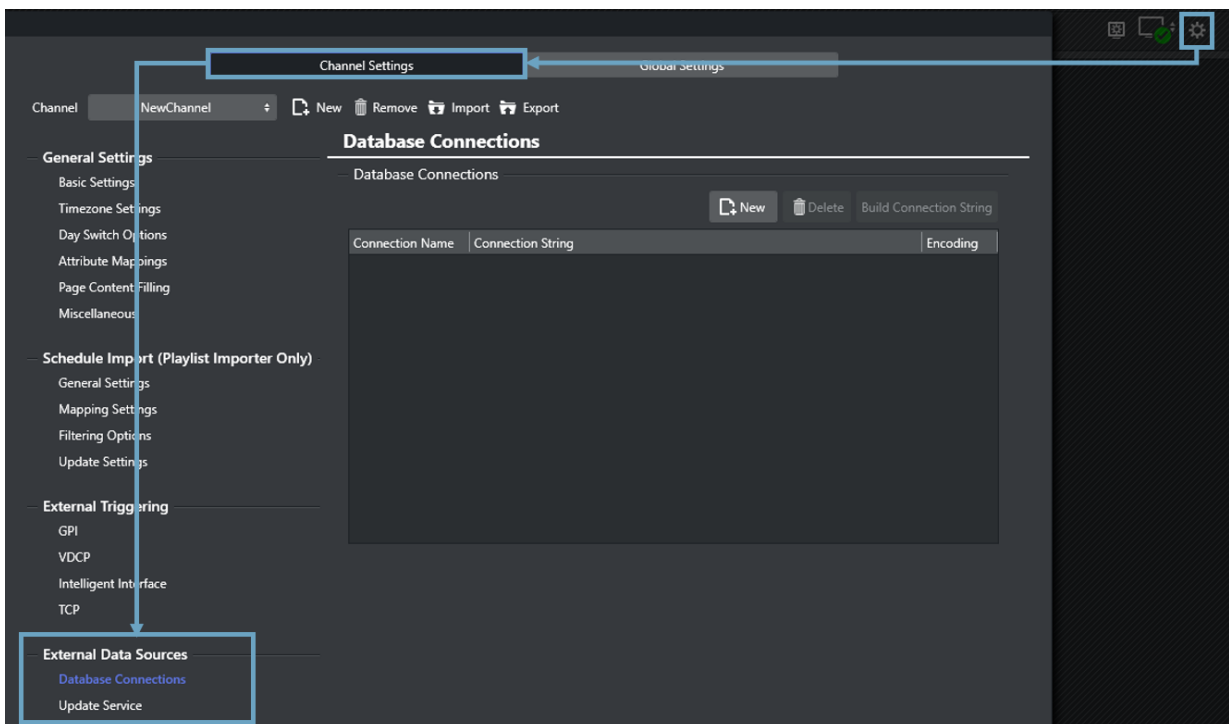 Channel Settings
Global Settings
Channel NewChannel New Remove Import Export
Database Connections
General Settings
Database Connections
Basic Settings
New Delete Build Connection String
Timezone Settings
Day Switch Options
Connection Name Connection String Encoding
Attribute Mappings
Page Content Filling
Miscellaneous
Schedule Import (Playlist Importer Only)
General Settings
Mapping Settings
Filtering Options
Update Settings
External Triggering
GPI
VDCP
Intelligent Interface
TCP
External Data Sources
Database Connections
Update Service